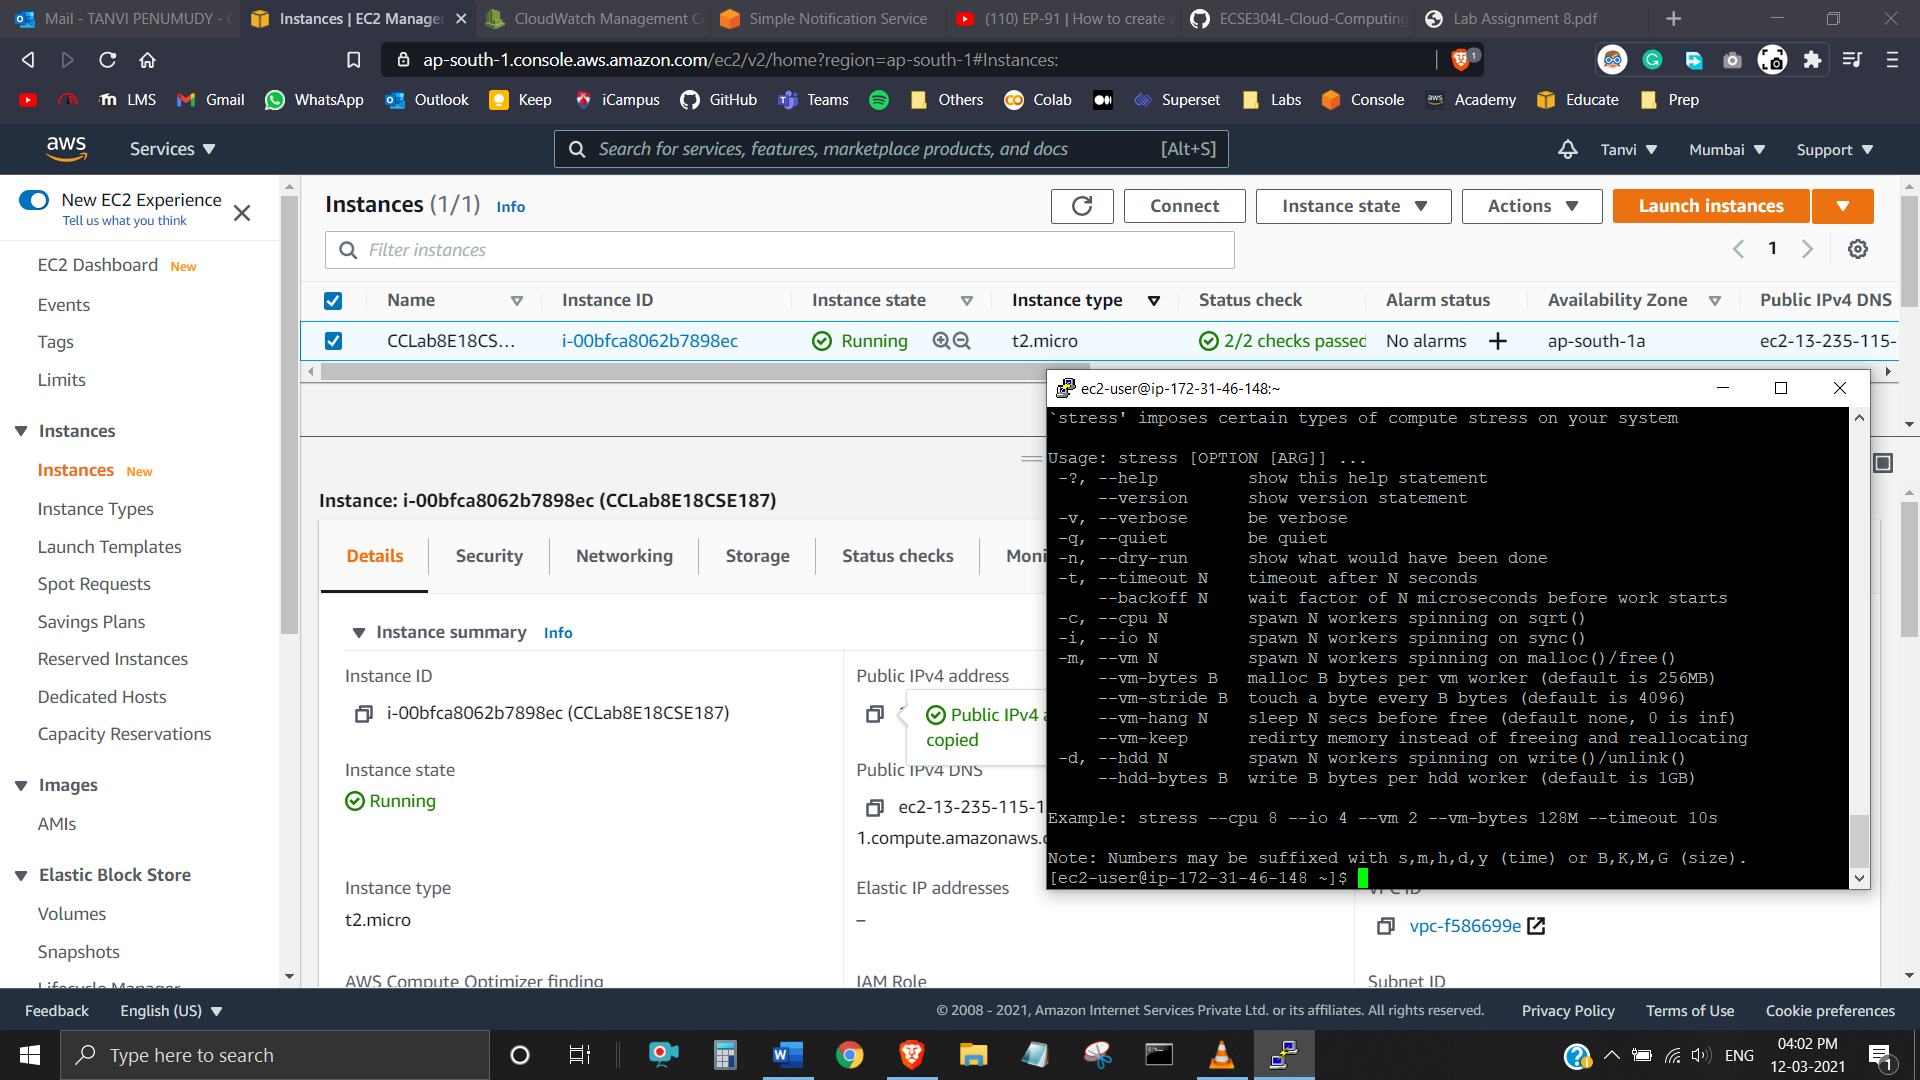 Mail - TANVI PENUMUDY -
Instances | EC2 Manager
CloudWatch Management C
Simple Notification Service
(110) EP-91 | How to create a
ECSE304L-Cloud-Computing
Lab Assignment 8.pdf
ap-south-1.console.aws.amazon.com/ec2/v2/home?region=ap-south-1#Instances:
1
LMS
Gmail
WhatsApp
Outlook
Keep
iCampus
GitHub
Teams
Others
Colab
Superset
Labs
Console
Academy
Educate
Prep
aws
Services
Search for services, features, marketplace products, and docs
[Alt+S]
Tanvi
Mumbai
Support
New EC2 Experience
Tell us what you think
EC2 Dashboard New
Events
Tags
Limits
Instances
Instances New
Instance Types
Launch Templates
Spot Requests
Savings Plans
Reserved Instances
Dedicated Hosts
Capacity Reservations
Images
AMIs
Elastic Block Store
Volumes
Snapshots
Lifecycle Manager
Instances (1/1) Info
Connect
Instance state
Actions
Launch instances
Filter instances
1
Name
Instance ID
Instance state
Instance type
Status check
Alarm status
Availability Zone
Public IPv4 DNS
CCLab8E18CS...
i-00bfca8062b7898ec
Running
t2.micro
2/2 checks passed
No alarms
ap-south-1a
ec2-13-235-115-
Instance: i-00bfca8062b7898ec (CCLab8E18CSE187)
Details
Security
Networking
Storage
Status checks
Moni
Instance summary Info
Instance ID
i-00bfca8062b7898ec (CCLab8E18CSE187)
Public IPv4 address
Public IPv4 a
copied
Instance state
Running
Public IPv4 DNS
ec2-13-235-115-1
1.compute.amazonaws.c
Instance type
t2.micro
Elastic IP addresses
–
VPC ID
vpc-f586699e
AWS Compute Optimizer finding
IAM Role
Subnet ID
ec2-user@ip-172-31-46-148:~
`stress' imposes certain types of compute stress on your system
Usage: stress [OPTION [ARG]] ...
-?, --help show this help statement
--version show version statement
-v, --verbose be verbose
-q, --quiet be quiet
-n, --dry-run show what would have been done
-t, --timeout N timeout after N seconds
--backoff N wait factor of N microseconds before work starts
-c, --cpu N spawn N workers spinning on sqrt()
-i, --io N spawn N workers spinning on sync()
-m, --vm N spawn N workers spinning on malloc()/free()
--vm-bytes B malloc B bytes per vm worker (default is 256MB)
--vm-stride B touch a byte every B bytes (default is 4096)
--vm-hang N sleep N secs before free (default none, 0 is inf)
--vm-keep redirty memory instead of freeing and reallocating
-d, --hdd N spawn N workers spinning on write()/unlink()
--hdd-bytes B write B bytes per hdd worker (default is 1GB)
Example: stress --cpu 8 --io 4 --vm 2 --vm-bytes 128M --timeout 10s
Note: Numbers may be suffixed with s,m,h,d,y (time) or B,K,M,G (size).
[ec2-user@ip-172-31-46-148 ~]$
Feedback
English (US)
© 2008 - 2021, Amazon Internet Services Private Ltd. or its affiliates. All rights reserved.
Privacy Policy
Terms of Use
Cookie preferences
Type here to search
ENG
04:02 PM
12-03-2021
1